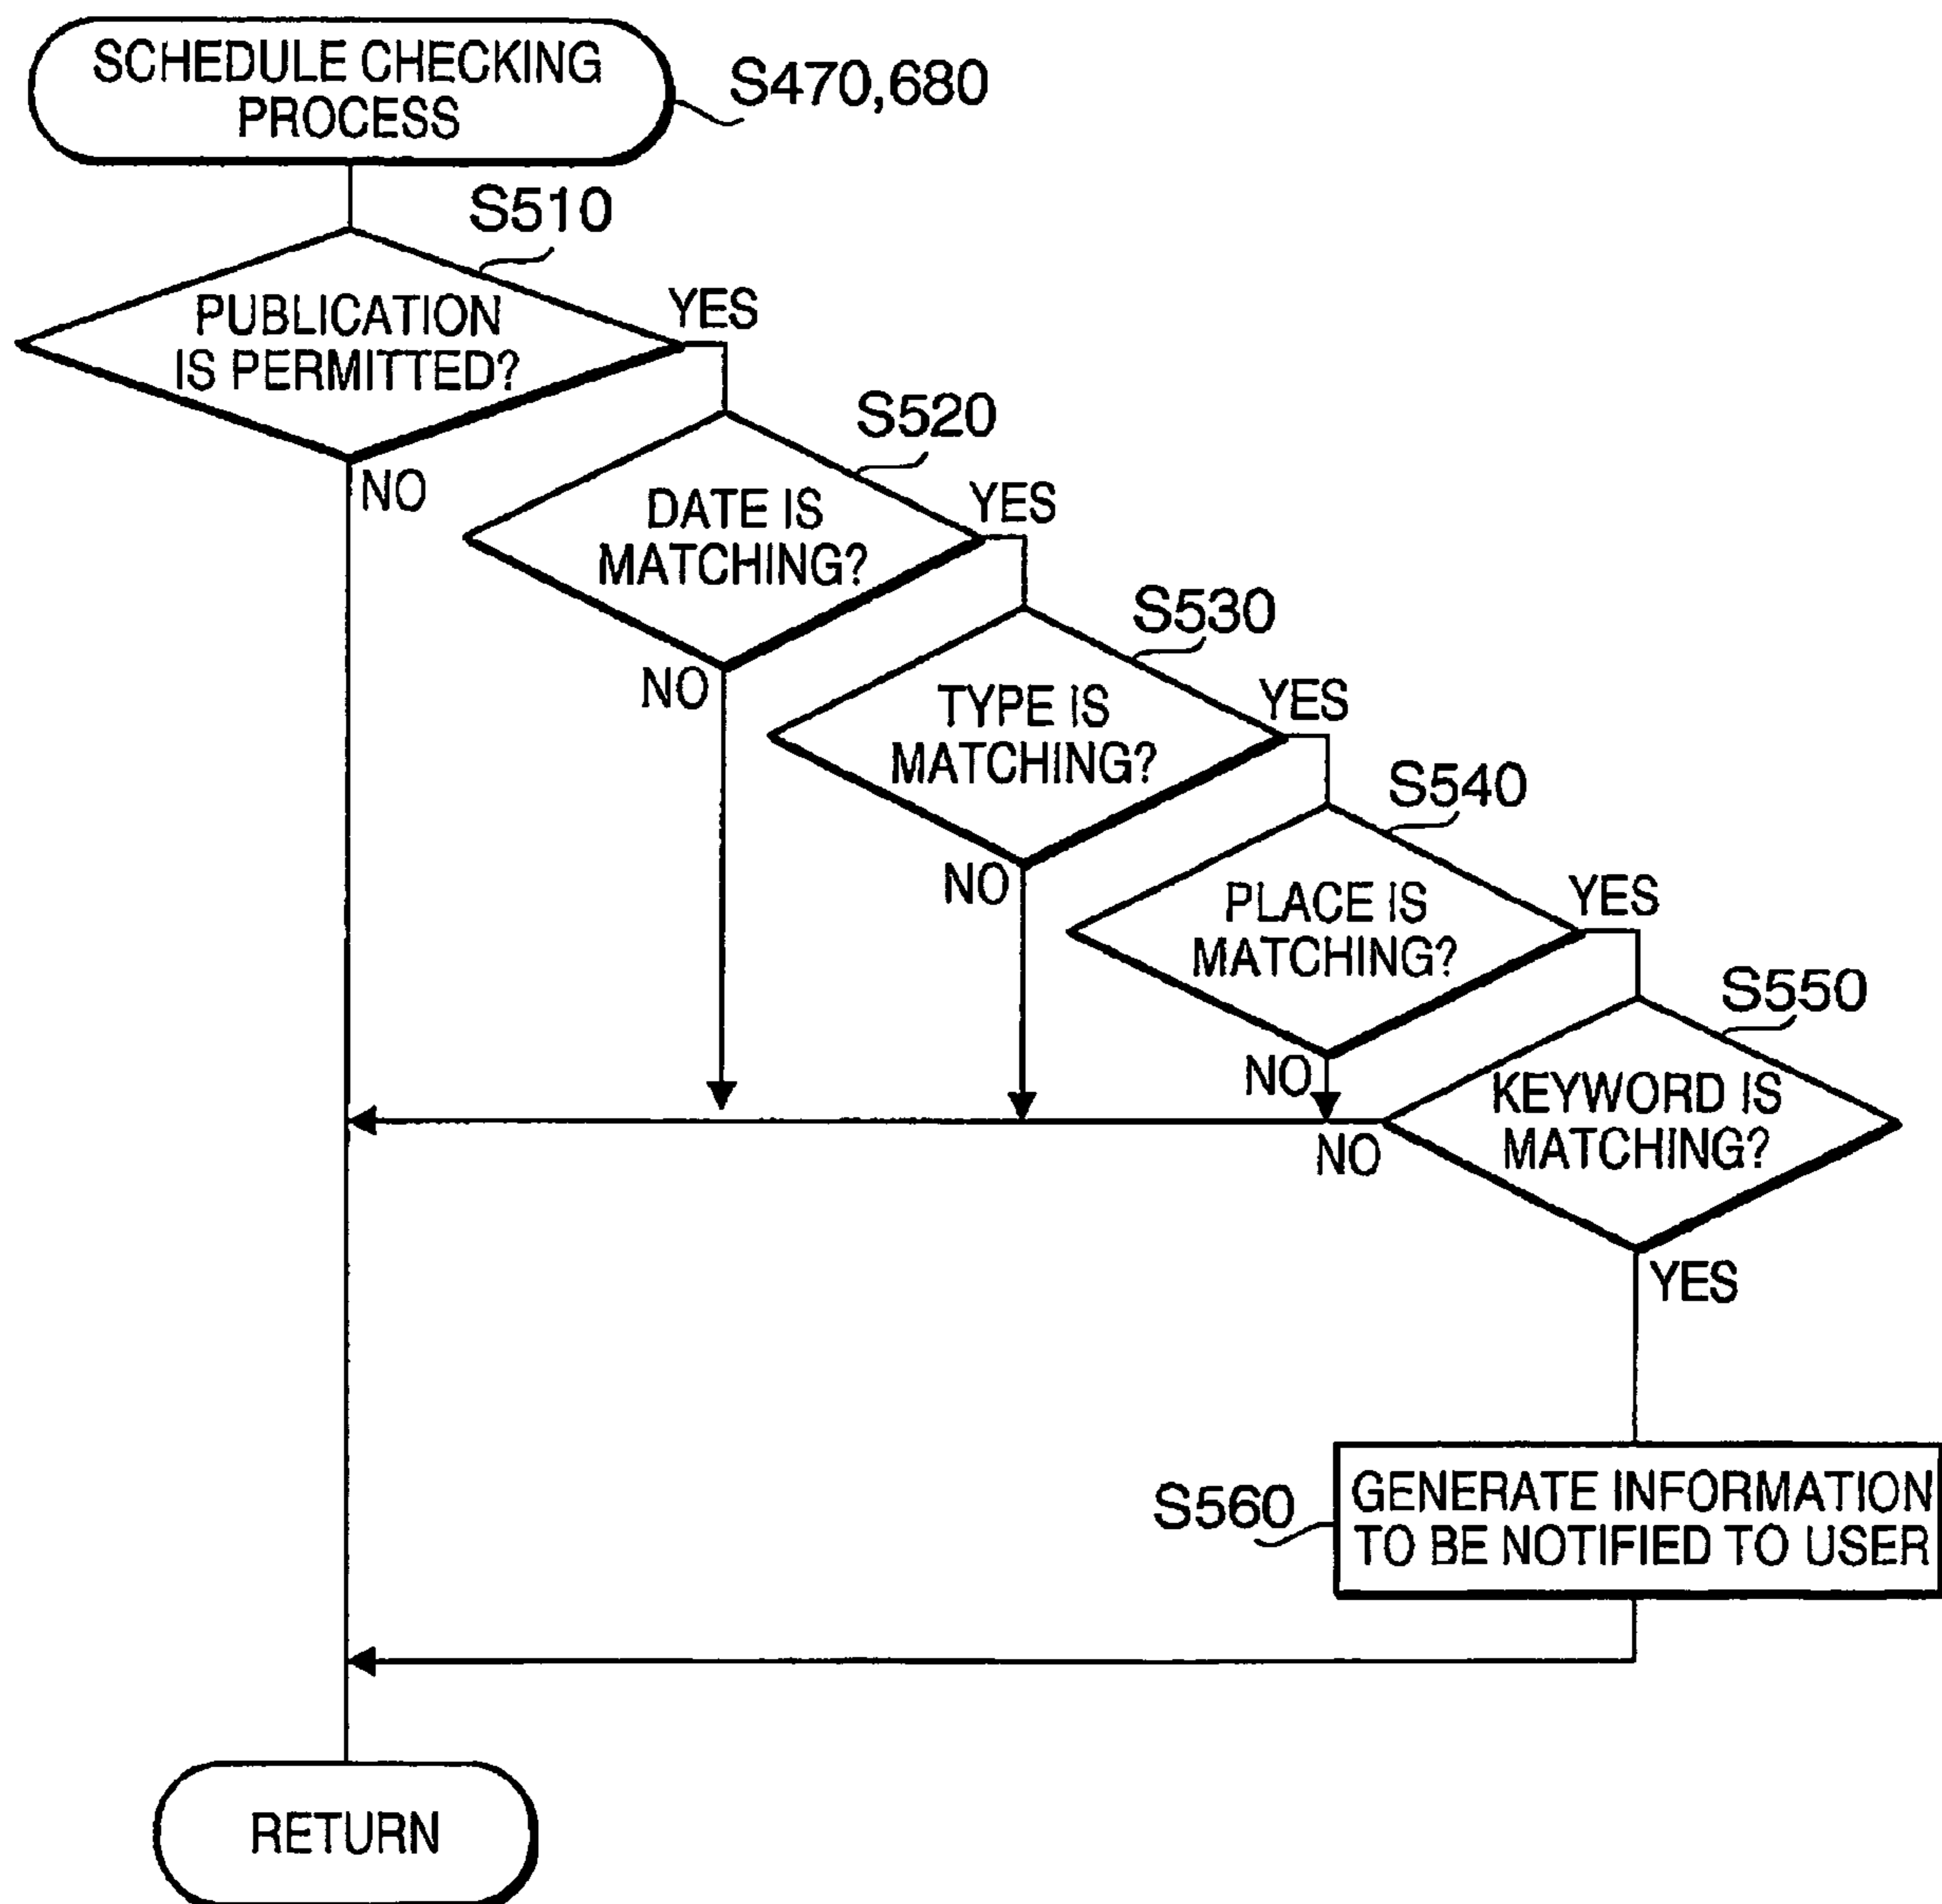 SCHEDULE CHECKING
PROCESS
S470,680
S510
PUBLICATION
IS PERMITTED?
YES
NO
S520
DATE IS
MATCHING?
YES
NO
S530
TYPE IS
MATCHING?
YES
NO
S540
PLACE IS
MATCHING?
YES
NO
S550
KEYWORD IS
MATCHING?
NO
YES
S560
GENERATE INFORMATION
TO BE NOTIFIED TO USER
RETURN